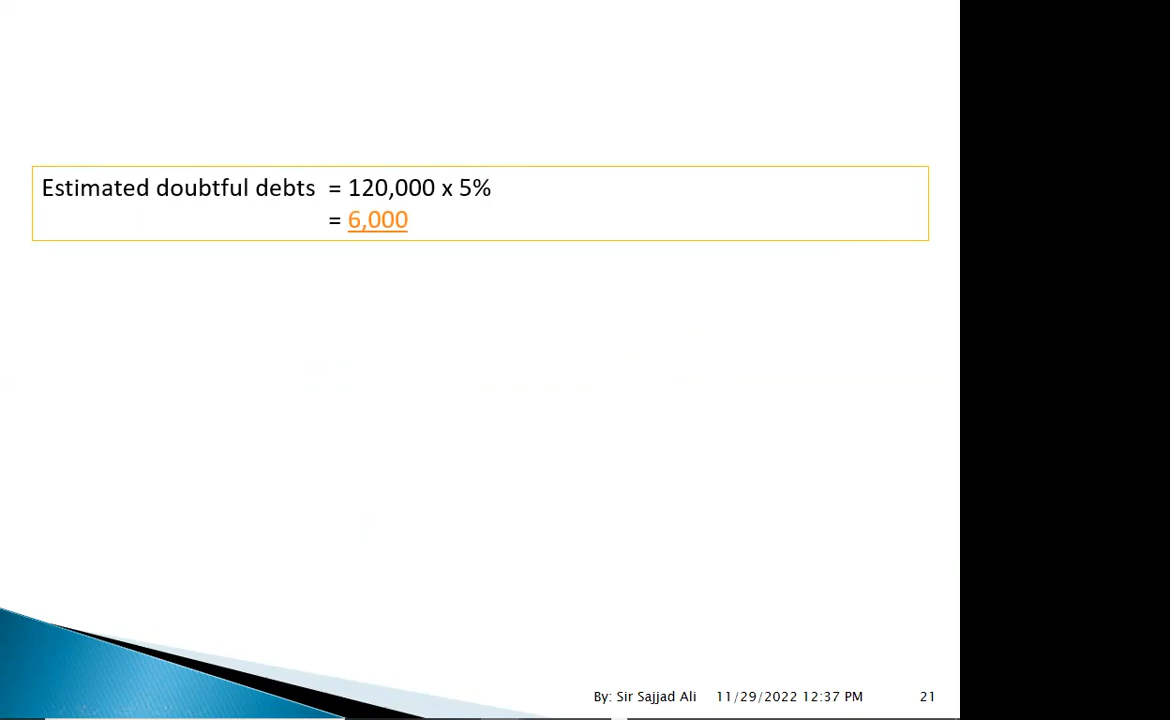 Estimated doubtful debts = 120,000 x 5%
= 6,000
By: Sir Sajjad Ali 11/29/2022 12:37 PM 21